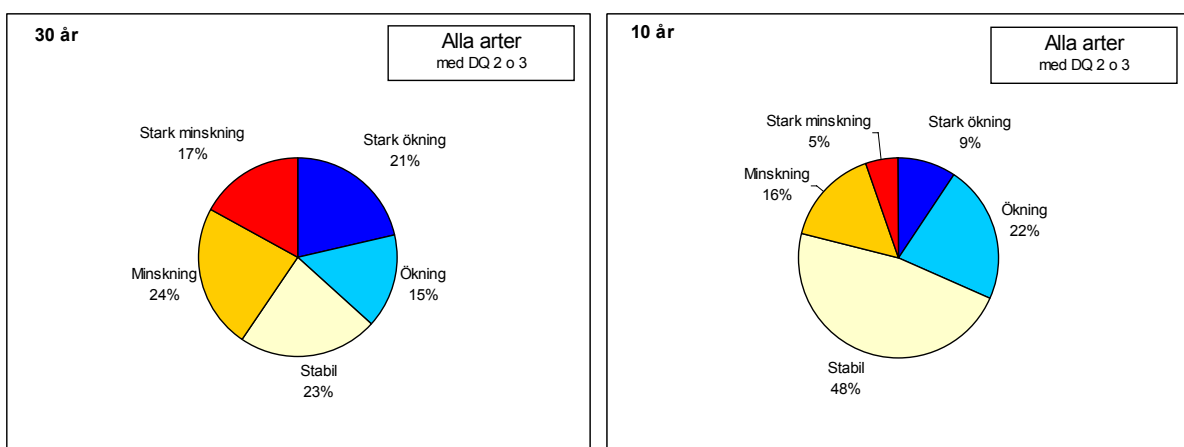 30 år
Alla arter
med DQ 2 o 3
Stark minskning
17%
Stark ökning
21%
Minskning
24%
Ökning
15%
Stabil
23%
10 år
Alla arter
med DQ 2 o 3
Stark minskning
5%
Stark ökning
9%
Minskning
16%
Ökning
22%
Stabil
48%